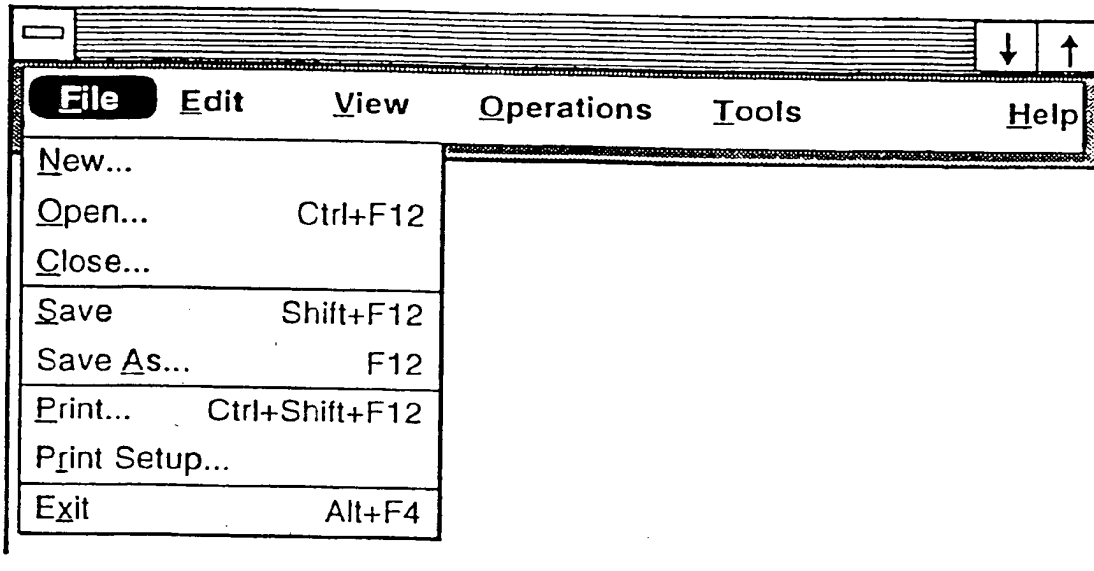 File Edit View Operations Tools Help
New...
Open... Ctrl+F12
Close...
Save Shift+F12
Save As... F12
Print... Ctrl+Shift+F12
Print Setup...
Exit Alt+F4